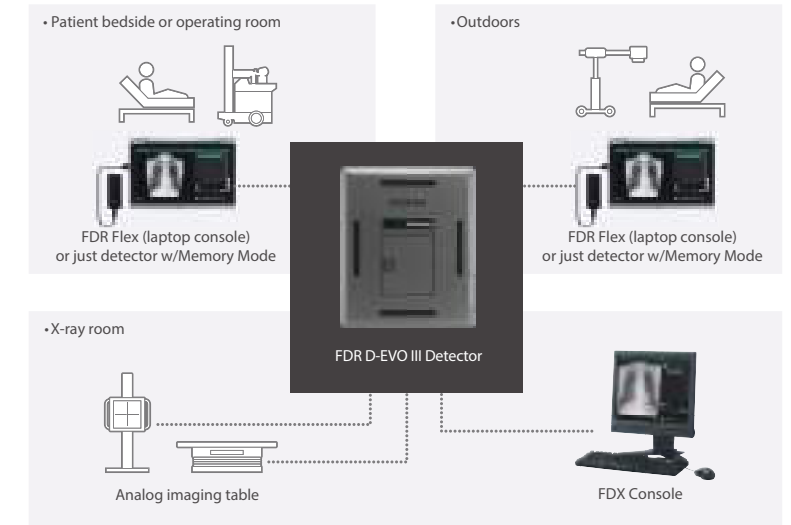 • Patient bedside or operating room
•Outdoors
FDR Flex (laptop console)
or just detector w/Memory Mode
FDR Flex (laptop console)
or just detector w/Memory Mode
FDR D-EVO III Detector
•X-ray room
Analog imaging table
FDX Console